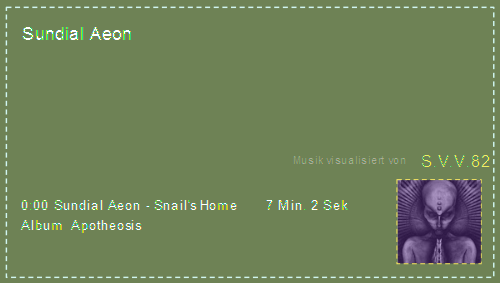 Sundial Aeon
Musik visualisiert von S.V.V.82
0:00 Sundial Aeon - Snail's Home 7 Min. 2 Sek
Album Apotheosis